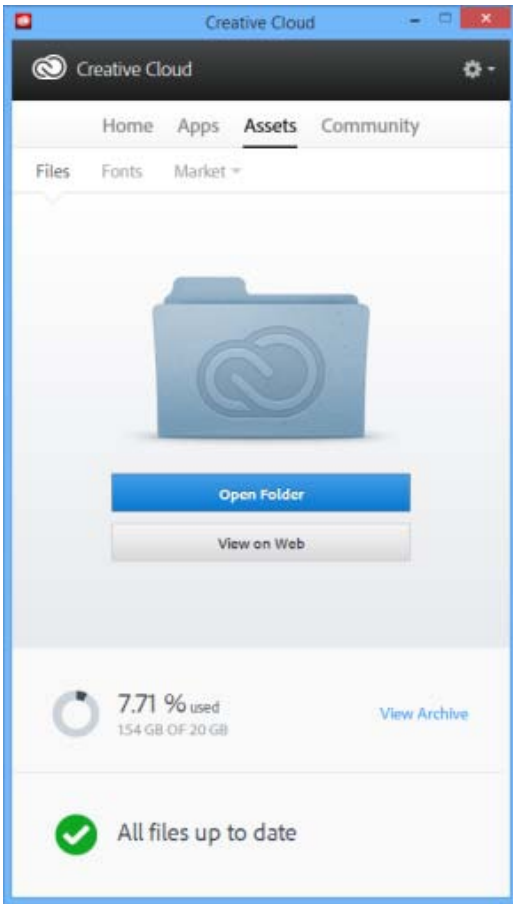 Creative Cloud
Creative Cloud
Home Apps Assets Community
Files Fonts Market
Open Folder
View on Web
7.71 % used
1.54 GB OF 20 GB
View Archive
All files up to date